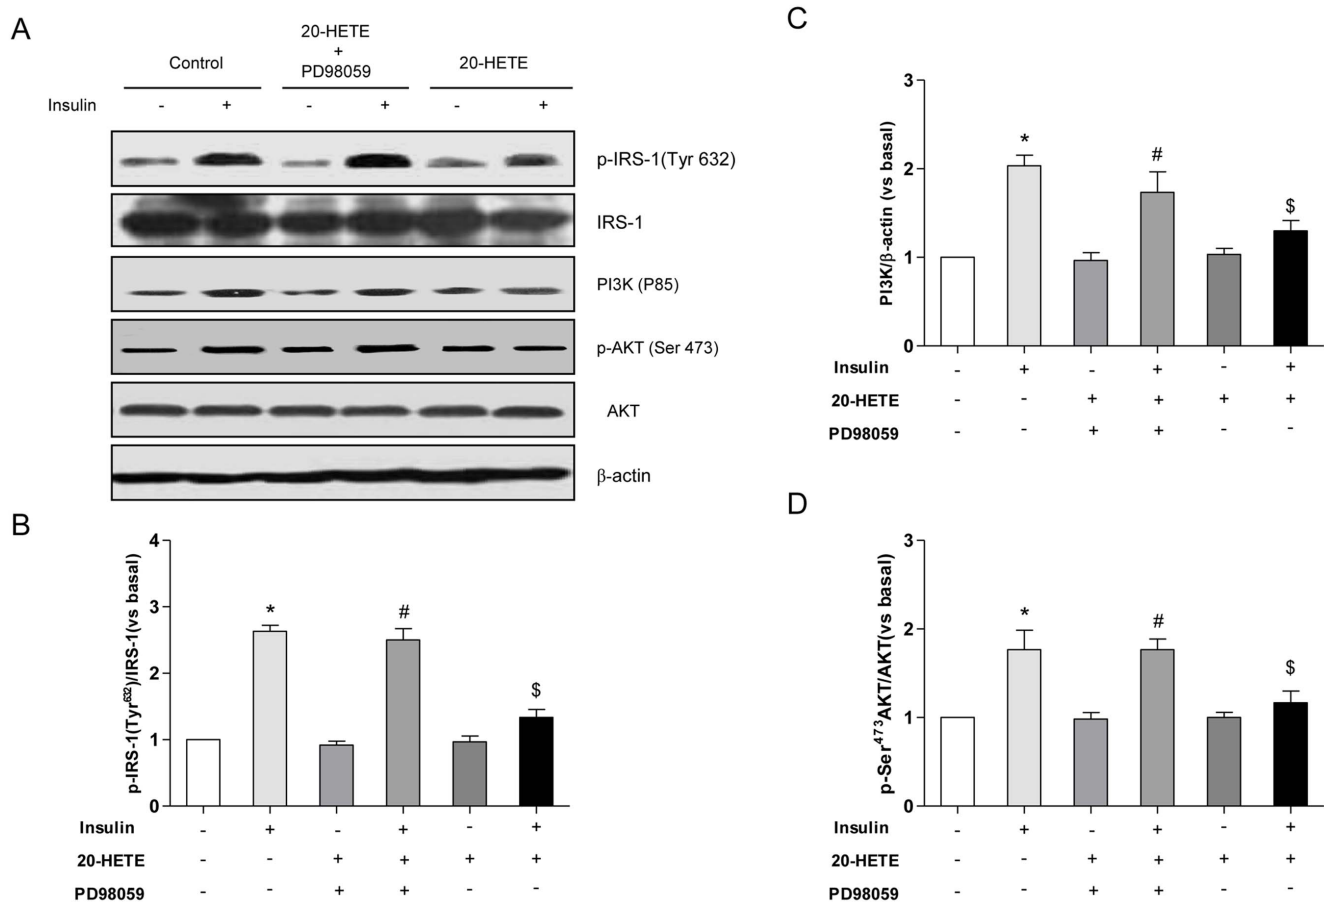 A
20-HETE
+
Control PD98059 20-HETE
Insulin - + - + - +
p-IRS-1(Tyr 632)
IRS-1
PI3K (P85)
p-AKT (Ser 473)
AKT
β-actin
B
p-IRS-1(Tyr632)/IRS-1(vs basal)
4
3
2
1
0
* # $
Insulin - + - + - +
20-HETE - - + + + +
PD98059 - - + + - -
C
PI3K/β-actin (vs basal)
3
2
1
0
* # $
Insulin - + - + - +
20-HETE - - + + + +
PD98059 - - + + - -
D
p-Ser473AKT/AKT(vs basal)
3
2
1
0
* # $
Insulin - + - + - +
20-HETE - - + + + +
PD98059 - - + + - -